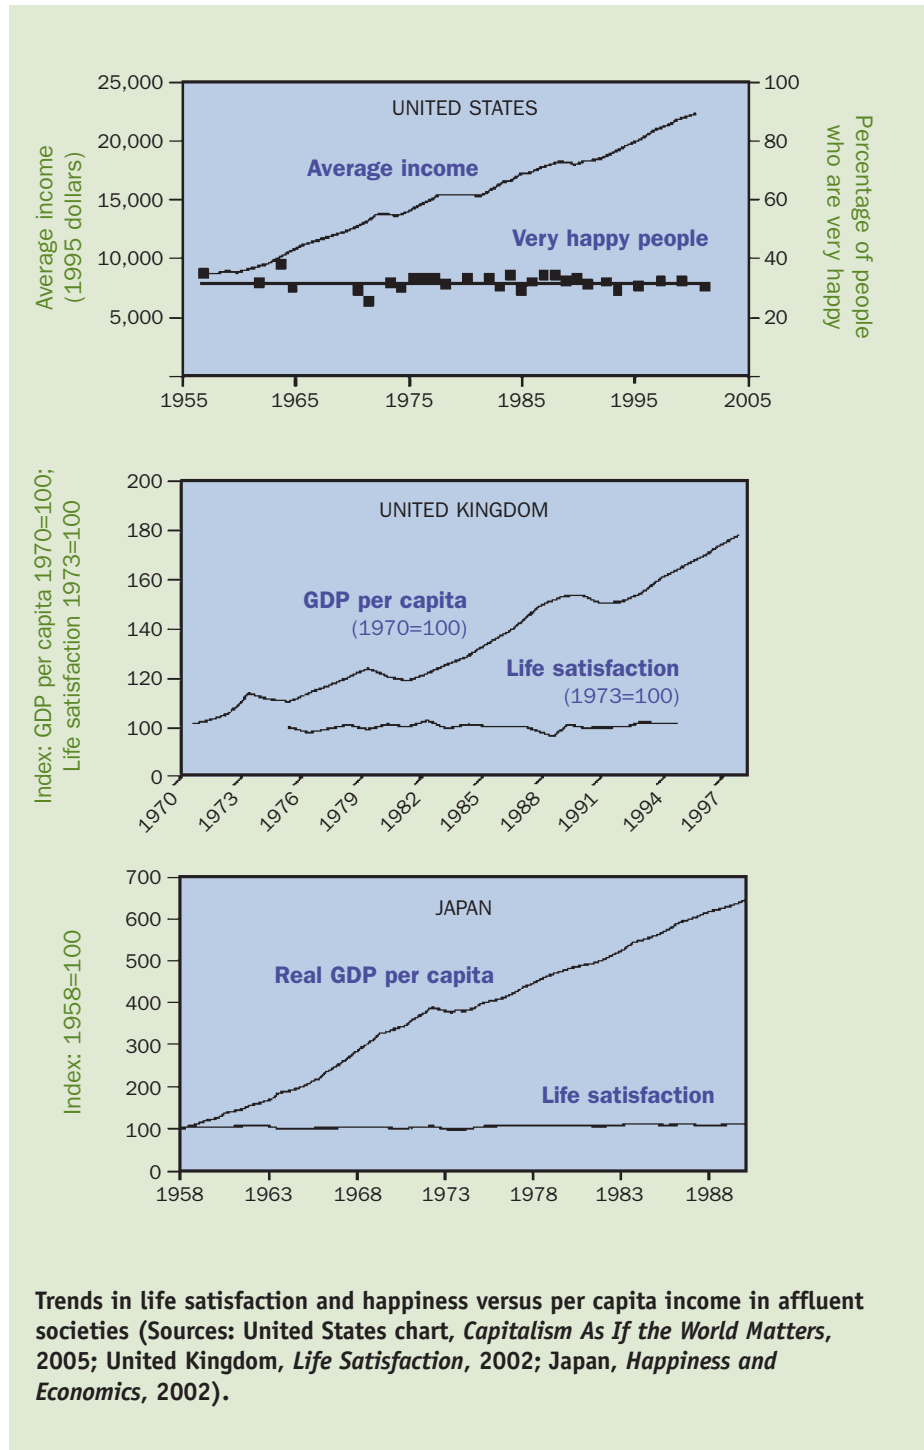 25,000
20,000
15,000
10,000
5,000
Average income
(1995 dollars)
UNITED STATES
Average income
Very happy people
100
80
60
40
20
Percentage of people
who are very happy
1955
1965
1975
1985
1995
2005
Index: GDP per capita 1970=100;
Life satisfaction 1973=100
200
180
160
140
120
100
0
UNITED KINGDOM
GDP per capita
(1970=100)
Life satisfaction
(1973=100)
1970
1973
1976
1979
1982
1985
1988
1991
1994
1997
Index: 1958=100
700
600
500
400
300
200
100
0
JAPAN
Real GDP per capita
Life satisfaction
1958
1963
1968
1973
1978
1983
1988
Trends in life satisfaction and happiness versus per capita income in affluent
societies (Sources: United States chart, Capitalism As If the World Matters,
2005; United Kingdom, Life Satisfaction, 2002; Japan, Happiness and
Economics, 2002).